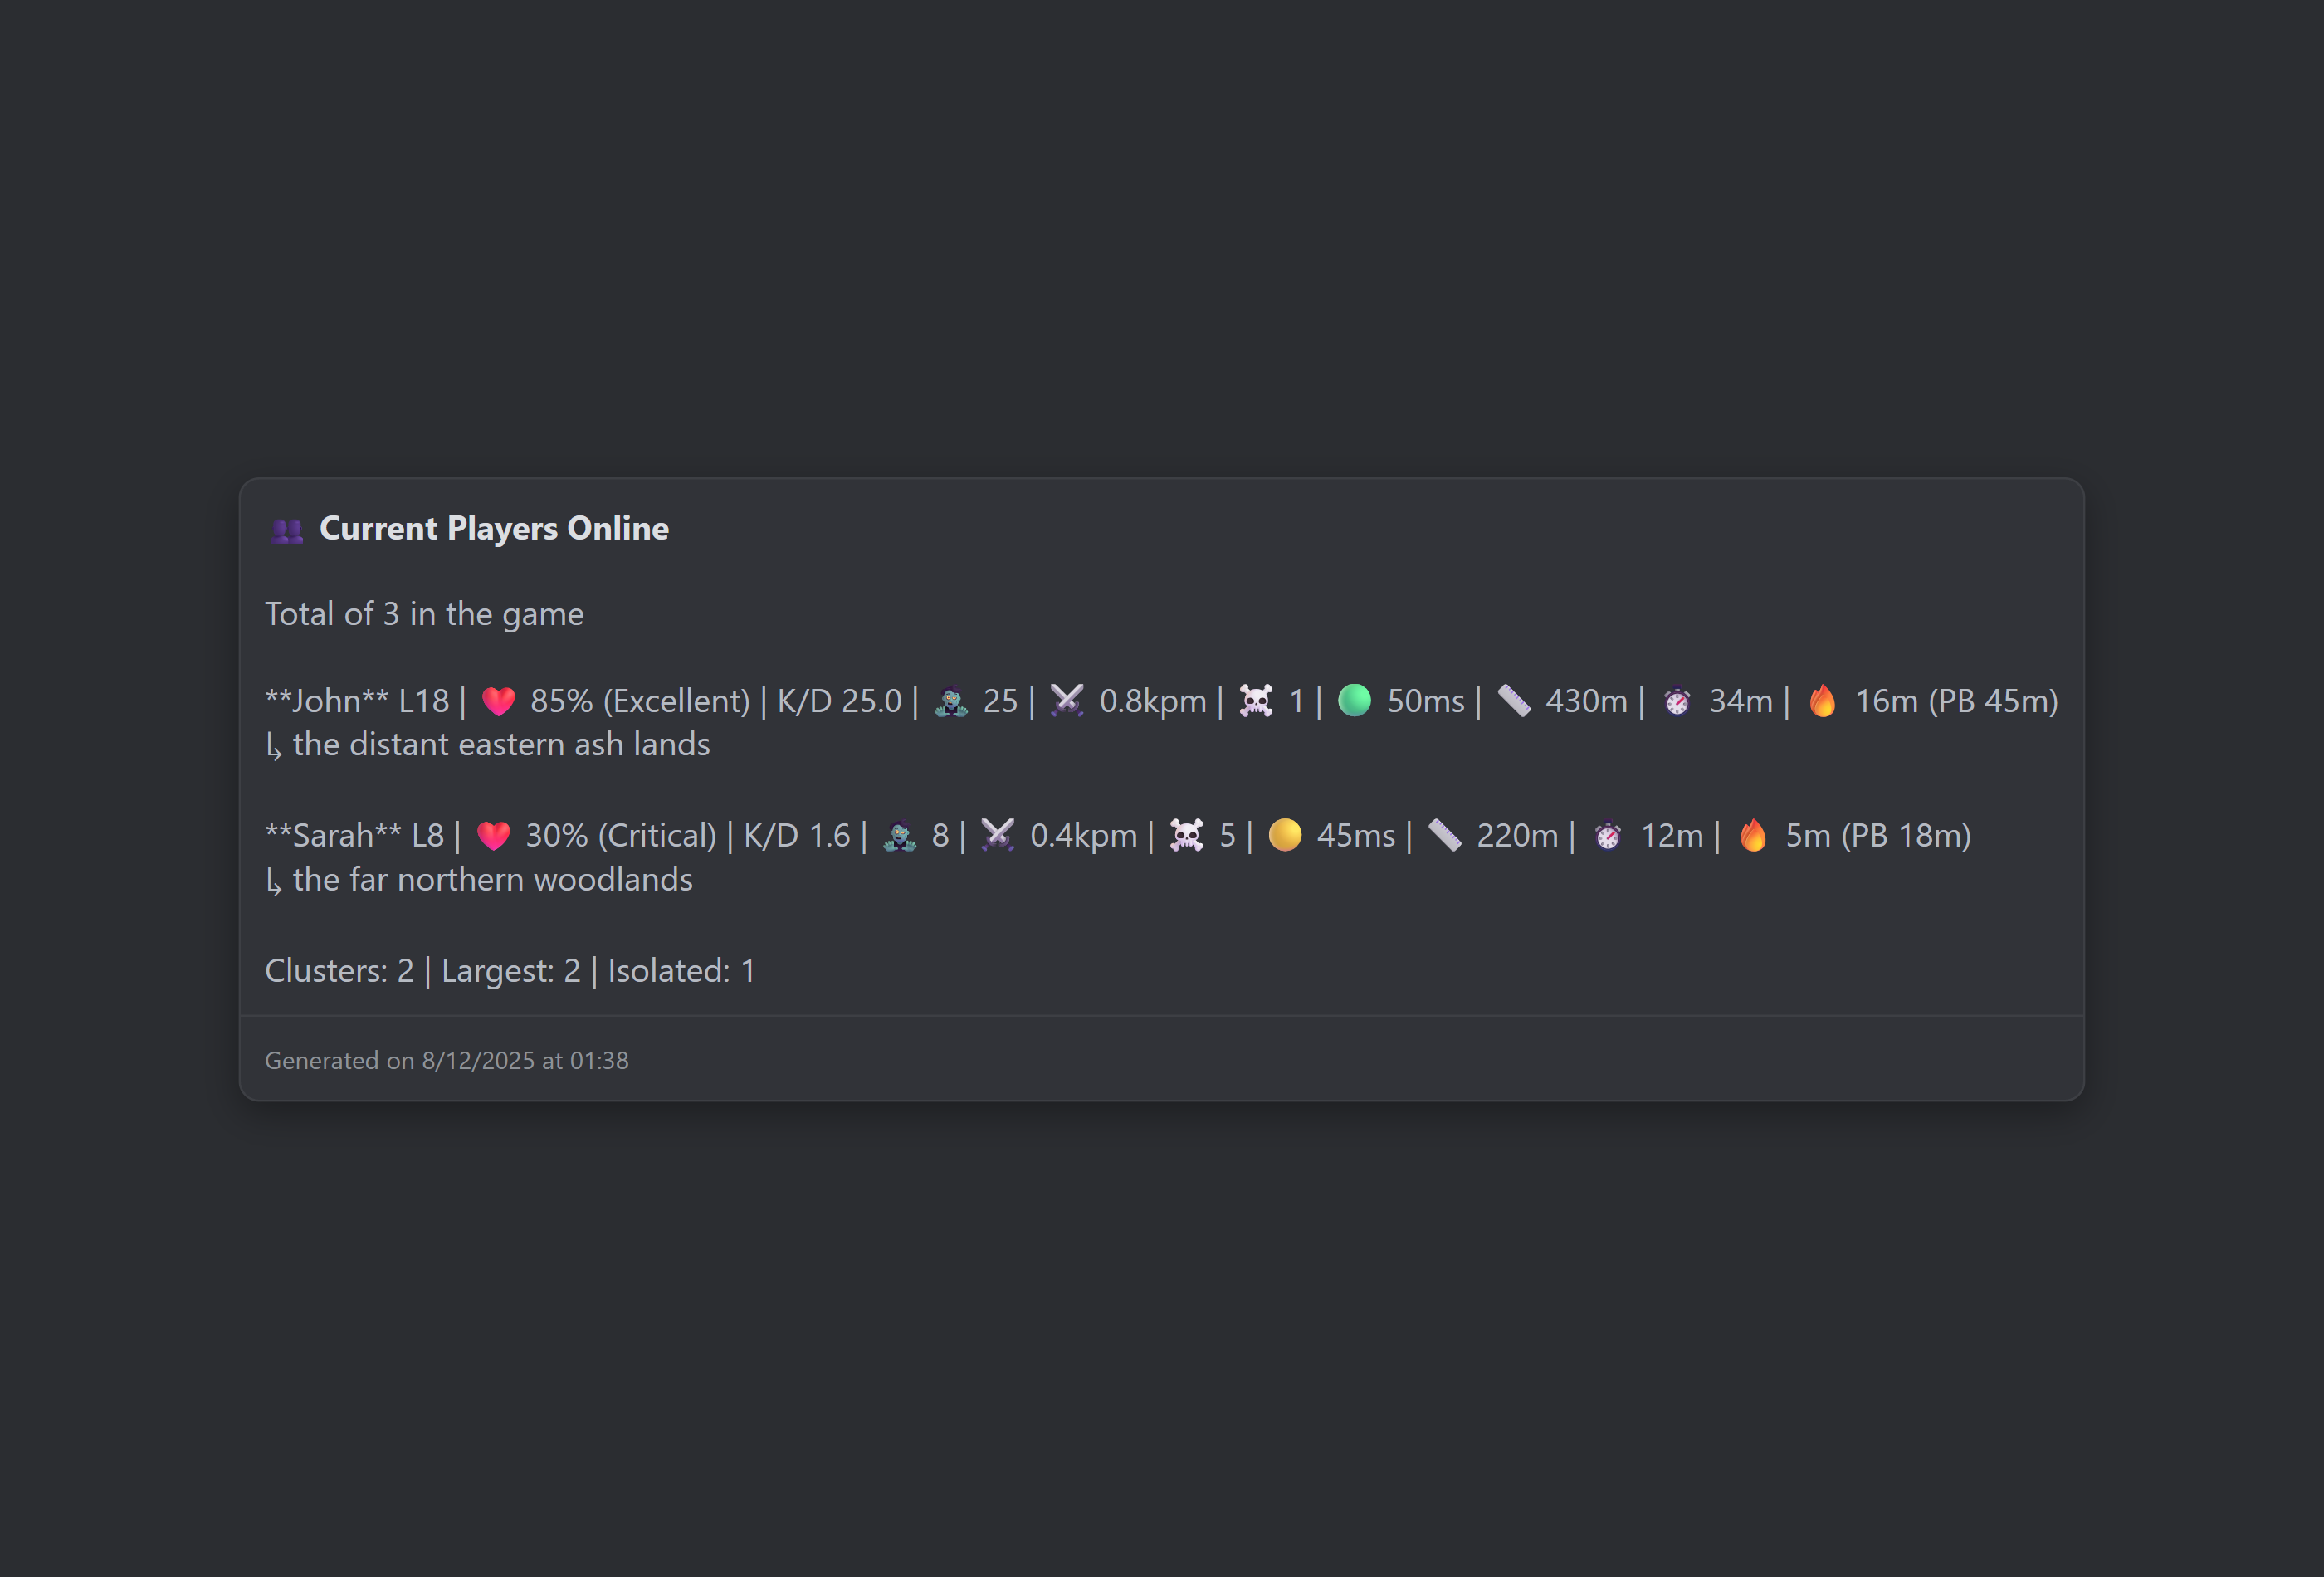 👥 Current Players Online
Total of 3 in the game
**John** L18 | ❤️ 85% (Excellent) | K/D 25.0 | 🧟 25 | ⚔️ 0.8kpm | ☠️ 1 | 🟢 50ms | 📏 430m | ⏱️ 34m | 🔥 16m (PB 45m)
↳ the distant eastern ash lands
**Sarah** L8 | ❤️ 30% (Critical) | K/D 1.6 | 🧟 8 | ⚔️ 0.4kpm | ☠️ 5 | 🟡 45ms | 📏 220m | ⏱️ 12m | 🔥 5m (PB 18m)
↳ the far northern woodlands
Clusters: 2 | Largest: 2 | Isolated: 1
Generated on 8/12/2025 at 01:38